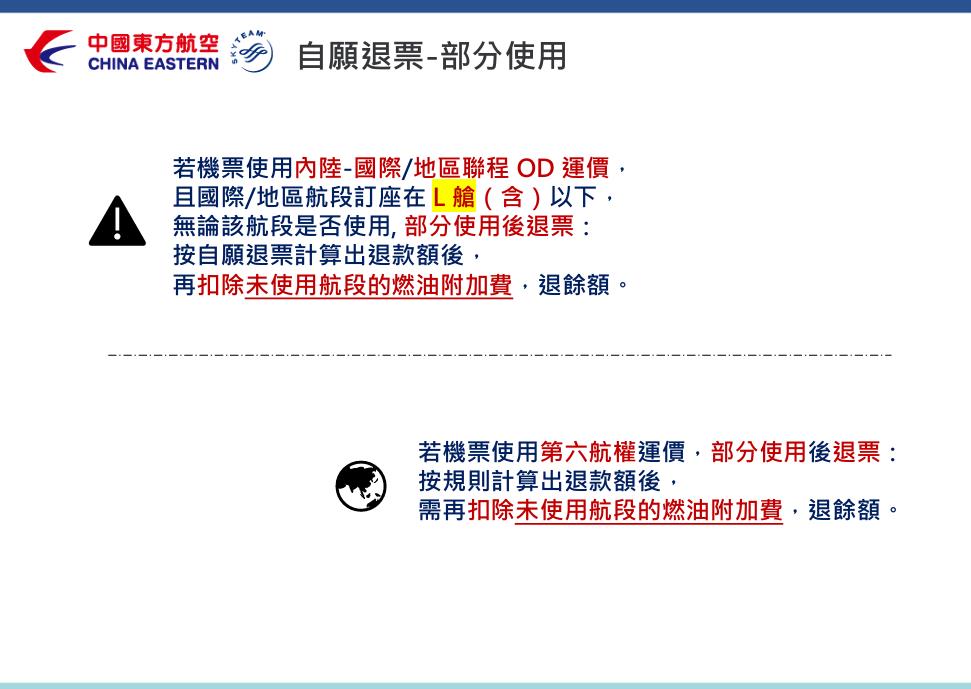 中國東方航空
CHINA EASTERN
SKYTEAM
自願退票-部分使用
若機票使用內陸-國際/地區聯程 OD 運價，
且國際/地區航段訂座在 L 艙（含）以下，
無論該航段是否使用, 部分使用後退票：
按自願退票計算出退款額後，
再扣除未使用航段的燃油附加費，退餘額。
若機票使用第六航權運價，部分使用後退票：
按規則計算出退款額後，
需再扣除未使用航段的燃油附加費，退餘額。